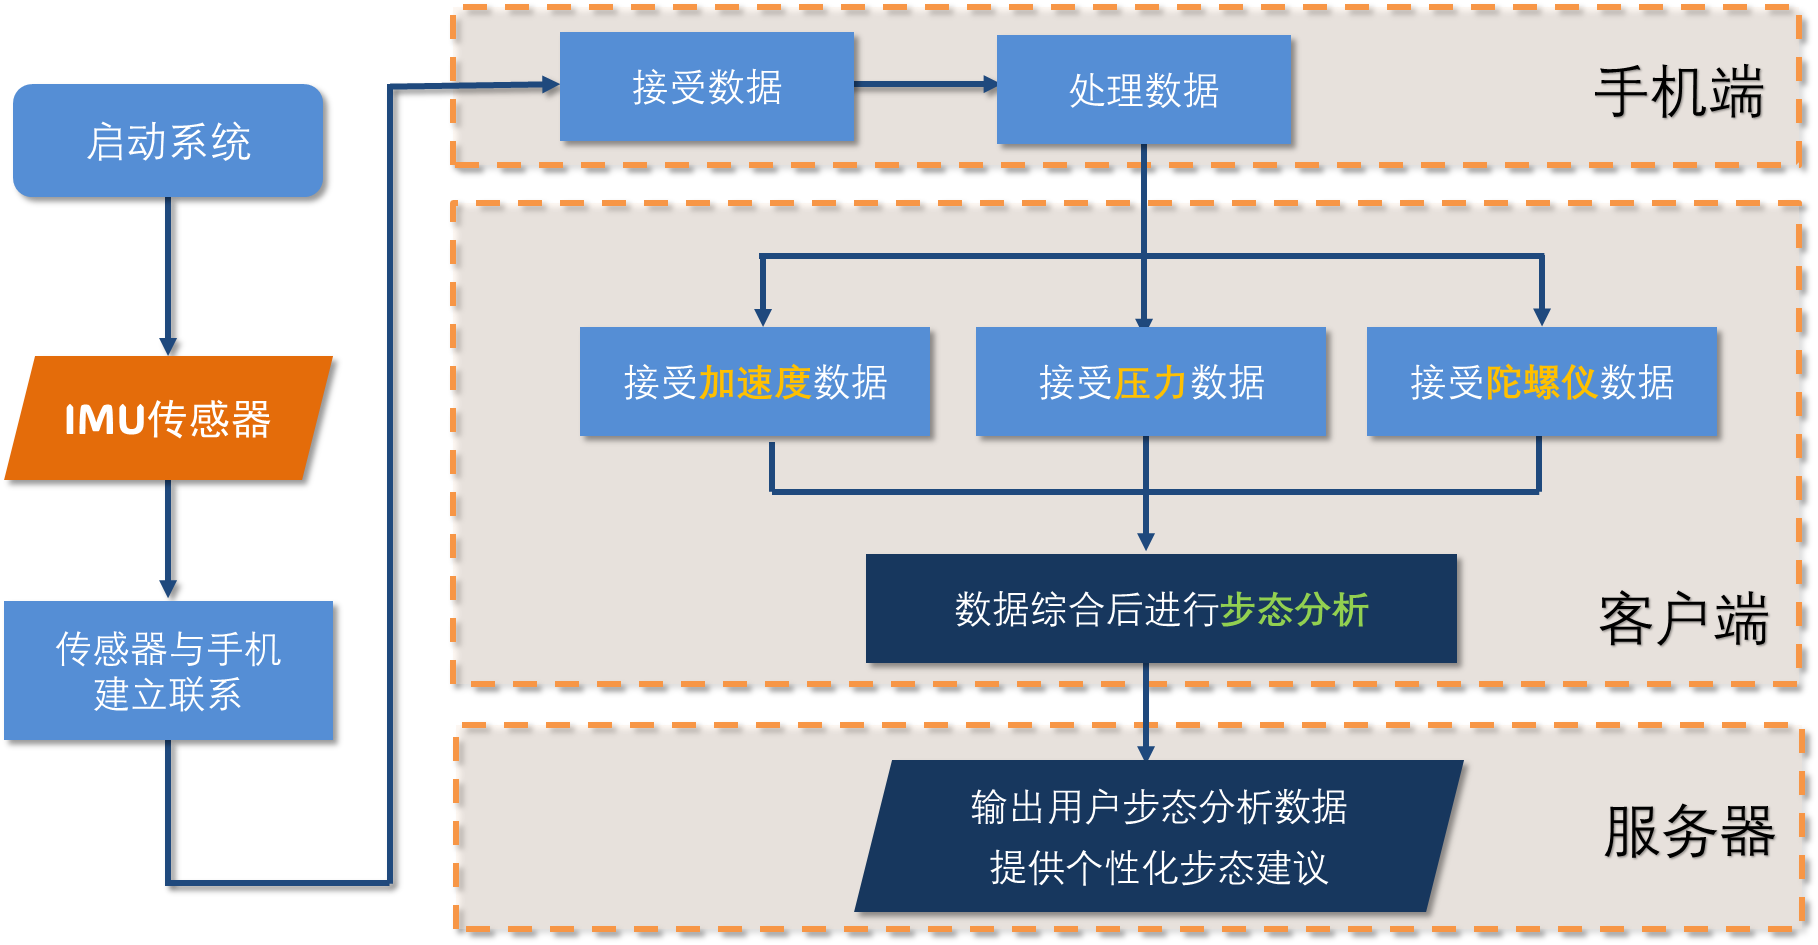 启动系统
IMU传感器
传感器与手机
建立联系
接受数据
处理数据
手机端
接受加速度数据
接受压力数据
接受陀螺仪数据
数据综合后进行步态分析
客户端
输出用户步态分析数据
提供个性化步态建议
服务器